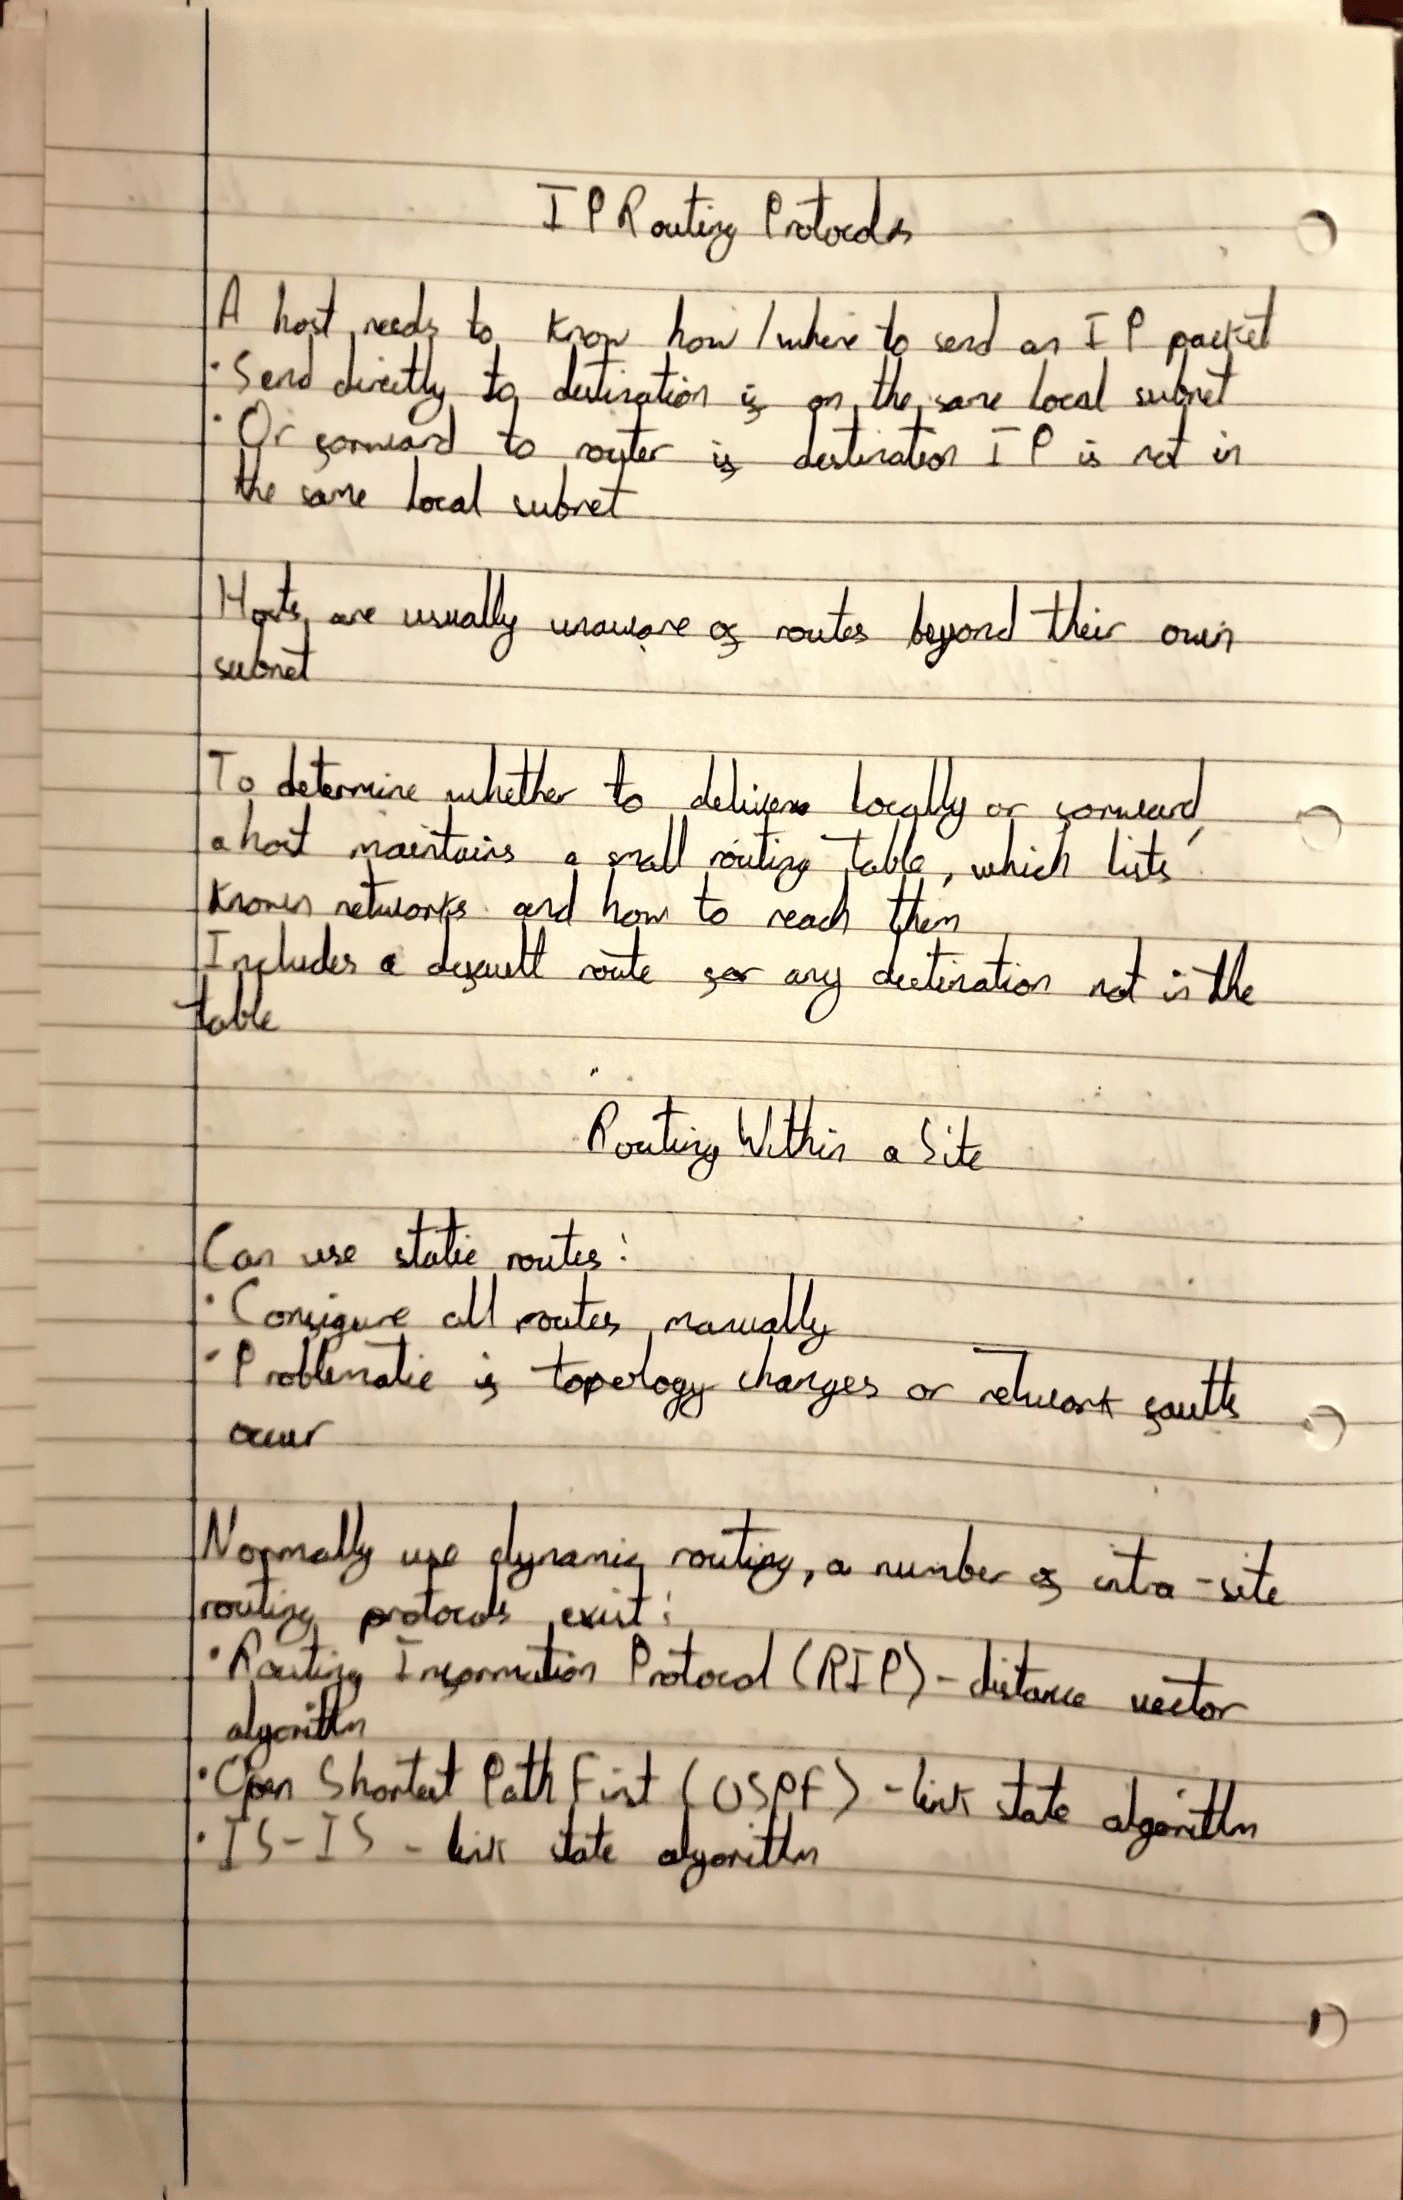 IP Routing Protocols
A host needs to know how/where to send an IP packet
· Send directly to destination if on the same local subnet
· Or forward to router if destination IP is not in
the same local subnet
Hosts are usually unaware of routes beyond their own
subnet
To determine whether to deliver locally or forward,
a host maintains a small routing table, which lists
known networks and how to reach them
Includes a default route for any destination not in the
table
Routing Within a Site
Can use static routes:
· Configure all routes manually
· Problematic if topology changes or network faults
occur
Normally use dynamic routing, a number of intra-site
routing protocols exist:
· Routing Information Protocol (RIP) - distance vector
algorithm
· Open Shortest Path First (OSPF) - link state algorithm
· IS-IS - link state algorithm